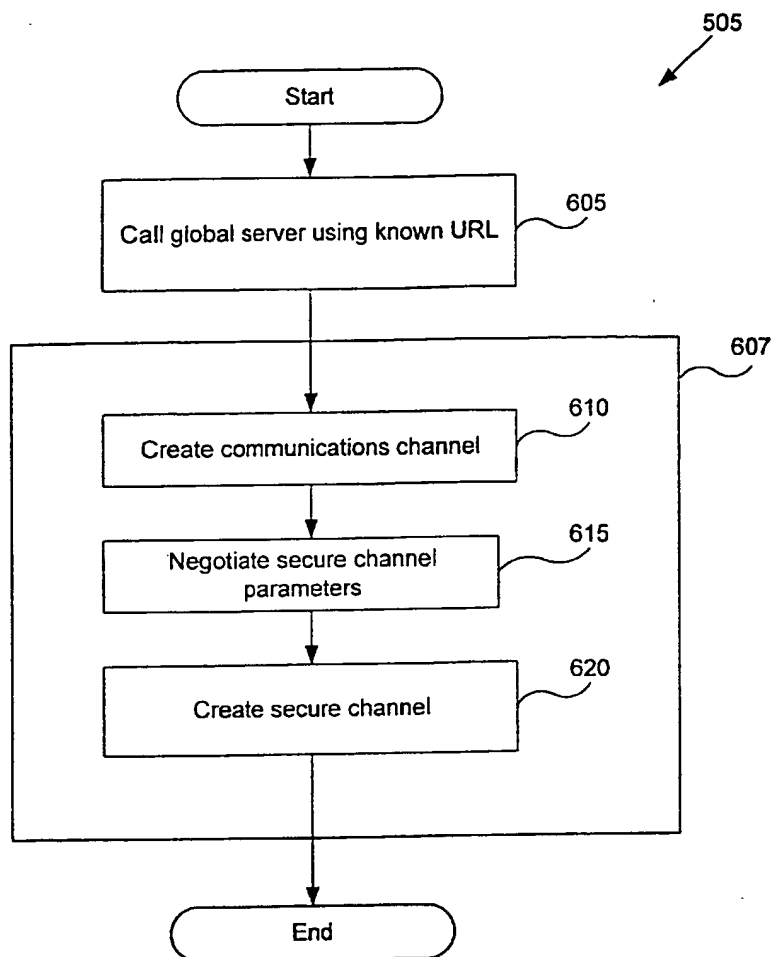 505
Start
Call global server using known URL
605
607
Create communications channel
610
Negotiate secure channel
parameters
615
Create secure channel
620
End